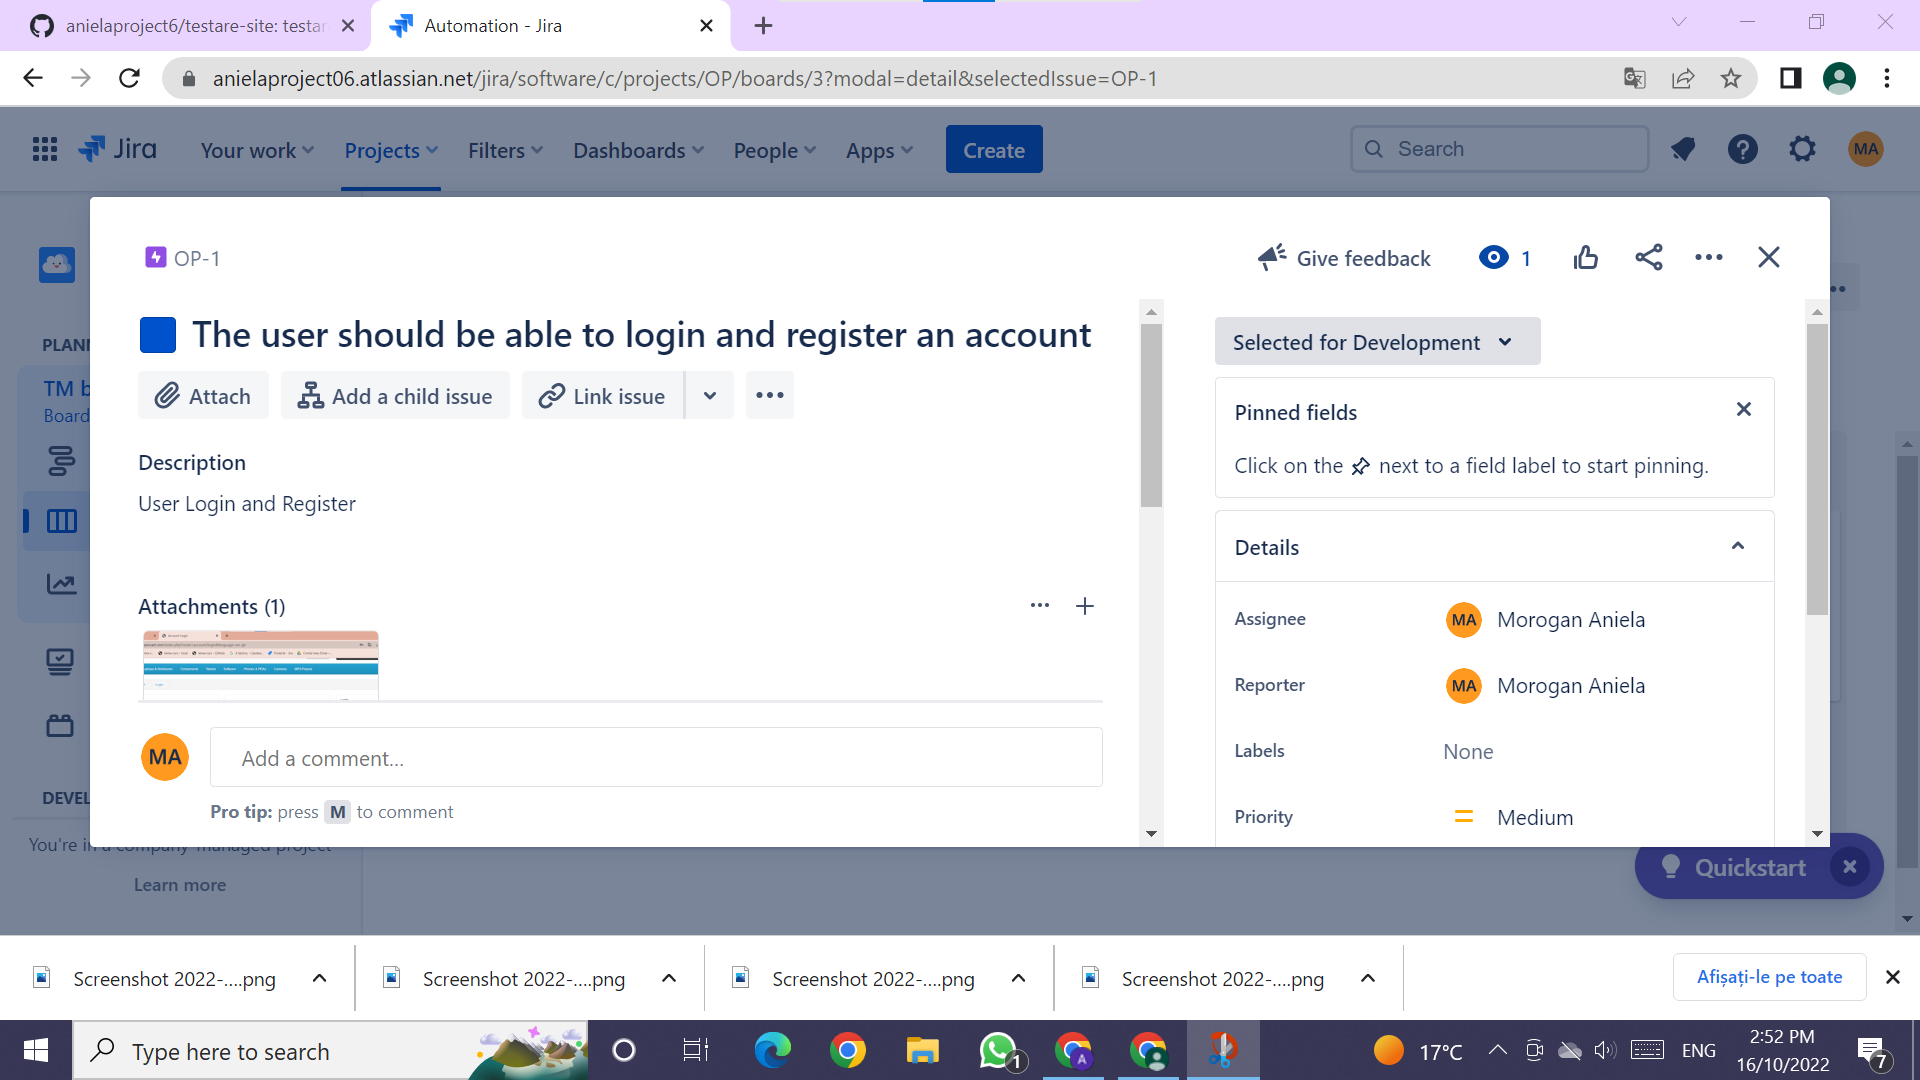 anielaproject6/testare-site: testar
Automation - Jira
anielaproject06.atlassian.net/jira/software/c/projects/OP/boards/3?modal=detail&selectedIssue=OP-1
Jira
Your work
Projects
Filters
Dashboards
People
Apps
Create
Search
MA
OP-1
Give feedback
1
The user should be able to login and register an account
Selected for Development
Attach
Add a child issue
Link issue
Pinned fields
Click on the next to a field label to start pinning.
PLANN
TM b
Board
Description
User Login and Register
Details
Attachments (1)
Assignee
MA Morogan Aniela
Reporter
MA Morogan Aniela
Labels
None
MA
Add a comment...
Pro tip: press M to comment
Priority
Medium
DEVEL
You're in a company-managed project
Learn more
Quickstart
Screenshot 2022-....png
Screenshot 2022-....png
Screenshot 2022-....png
Screenshot 2022-....png
Afișați-le pe toate
Type here to search
1
A
17°C
ENG
2:52 PM
16/10/2022
7